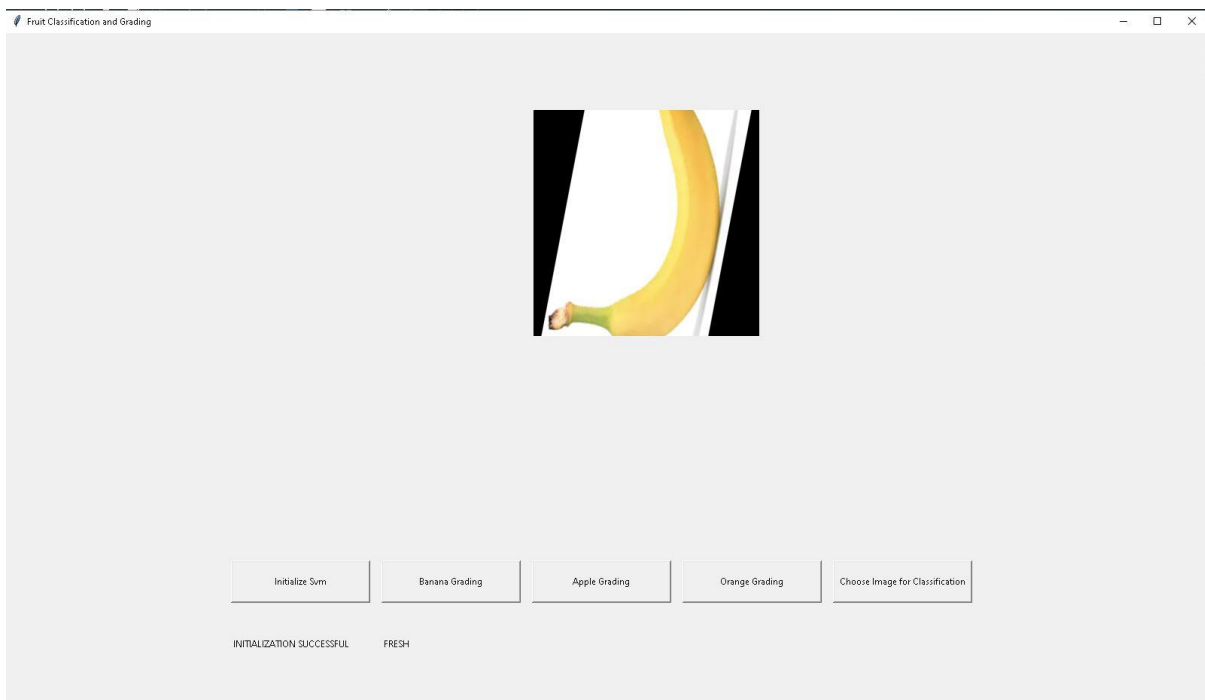 Fruit Classification and Grading
Initialize Svm Banana Grading Apple Grading Orange Grading Choose Image for Classification
INITIALIZATION SUCCESSFUL FRESH